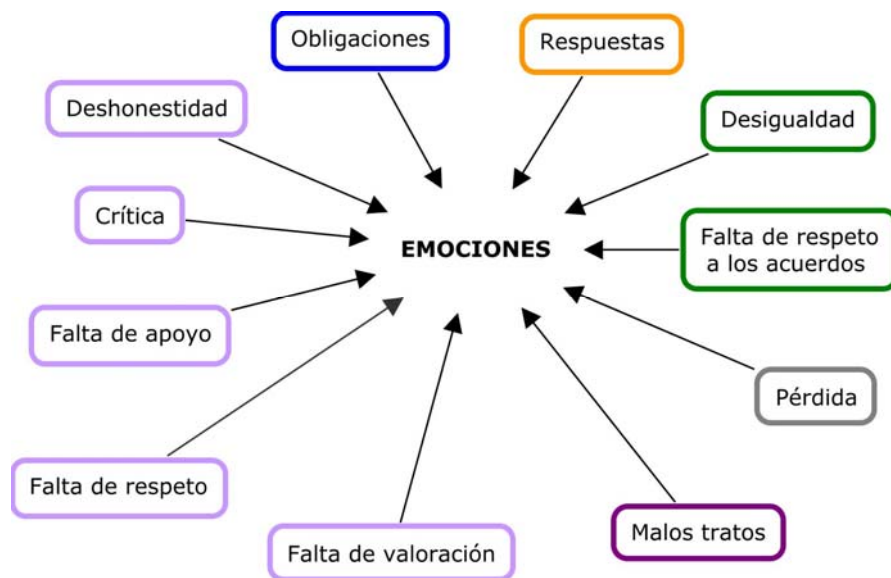 Obligaciones
Respuestas
Deshonestidad
Desigualdad
Crítica
EMOCIONES
Falta de respeto
a los acuerdos
Falta de apoyo
Pérdida
Falta de respeto
Malos tratos
Falta de valoración